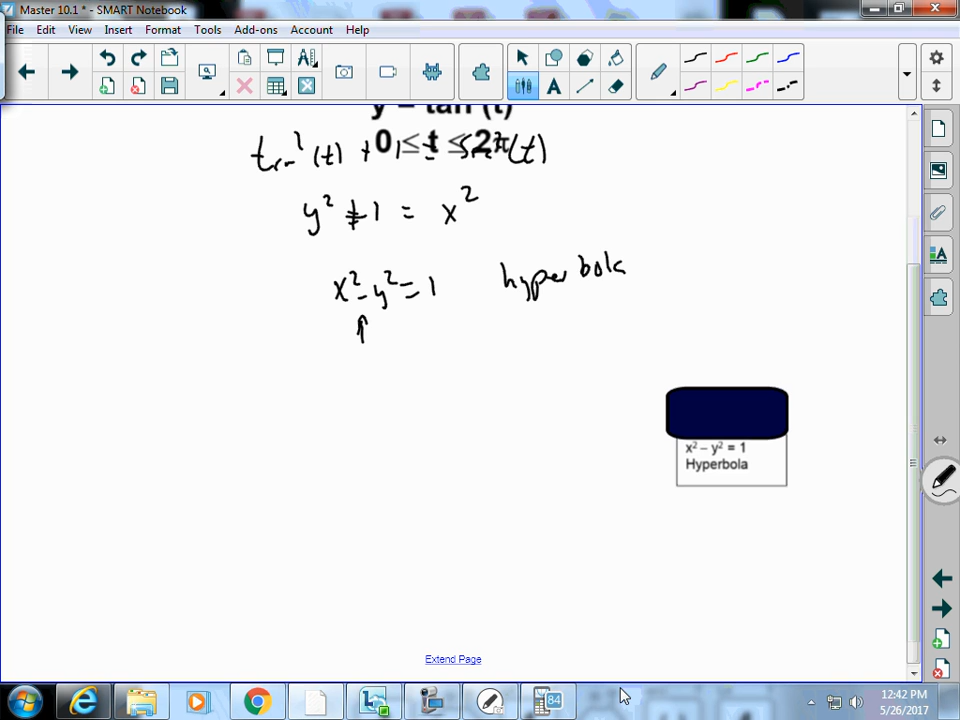 Master 10.1 * - SMART Notebook
File Edit View Insert Format Tools Add-ons Account Help
y = tan (t)
0 ≤ t ≤ 2π
y² + 1 = x²
x² - y² = 1 hyperbola
↑
x² – y² = 1
Hyperbola
Extend Page
84
12:42 PM
5/26/2017